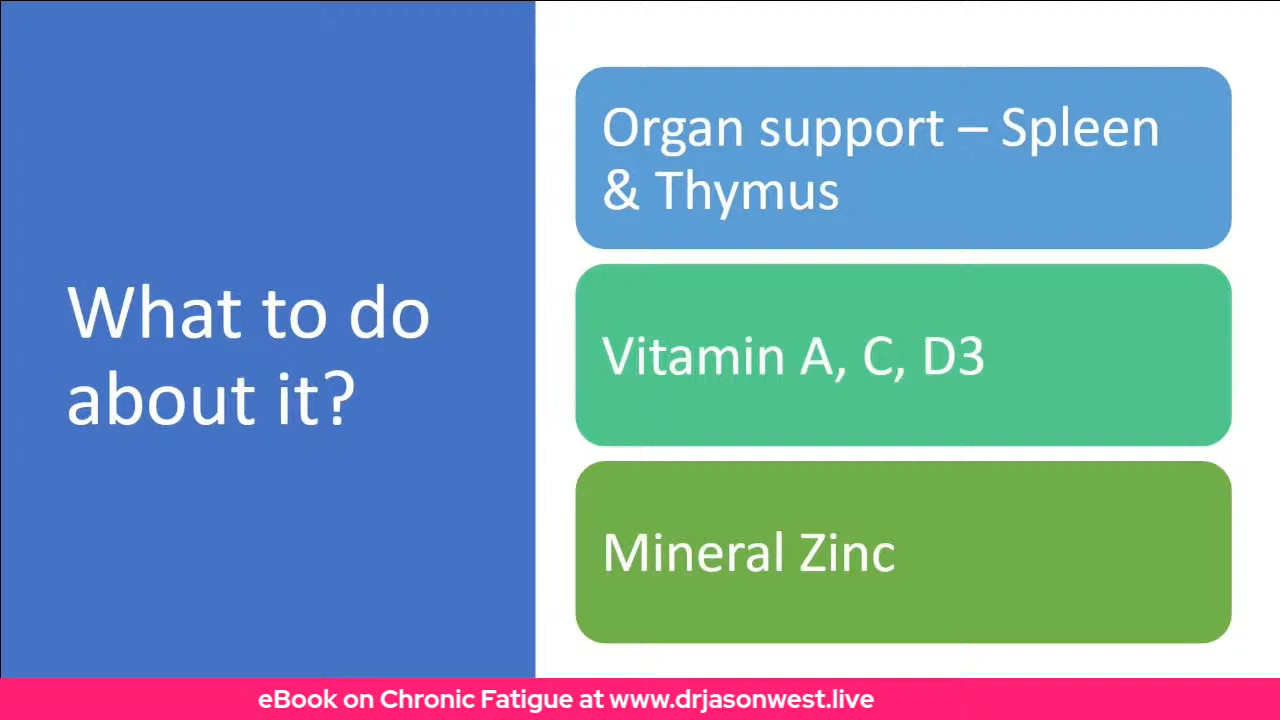 What to do
about it?
Organ support – Spleen
& Thymus
Vitamin A, C, D3
Mineral Zinc
eBook on Chronic Fatigue at www.drjasonwest.live